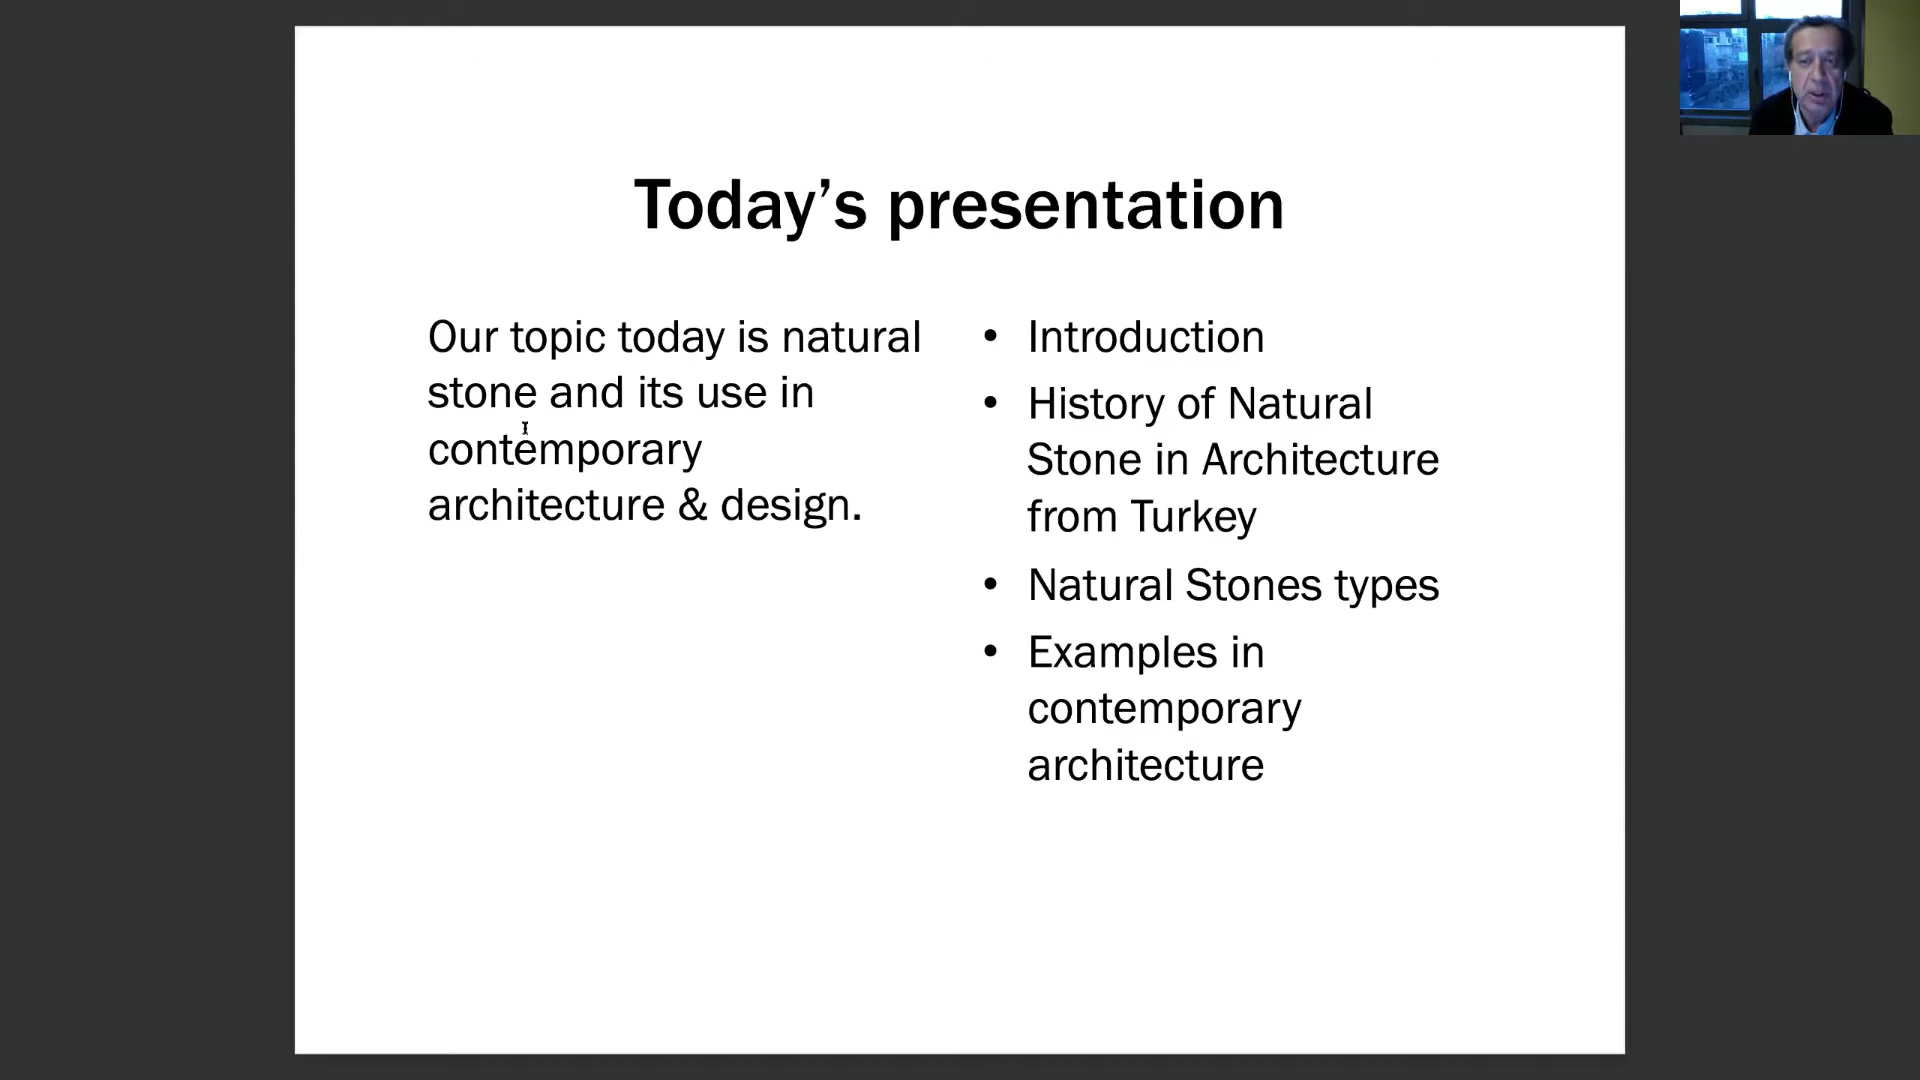 Today’s presentation
Our topic today is natural
stone and its use in
contemporary
architecture & design.
• Introduction
• History of Natural
Stone in Architecture
from Turkey
• Natural Stones types
• Examples in
contemporary
architecture